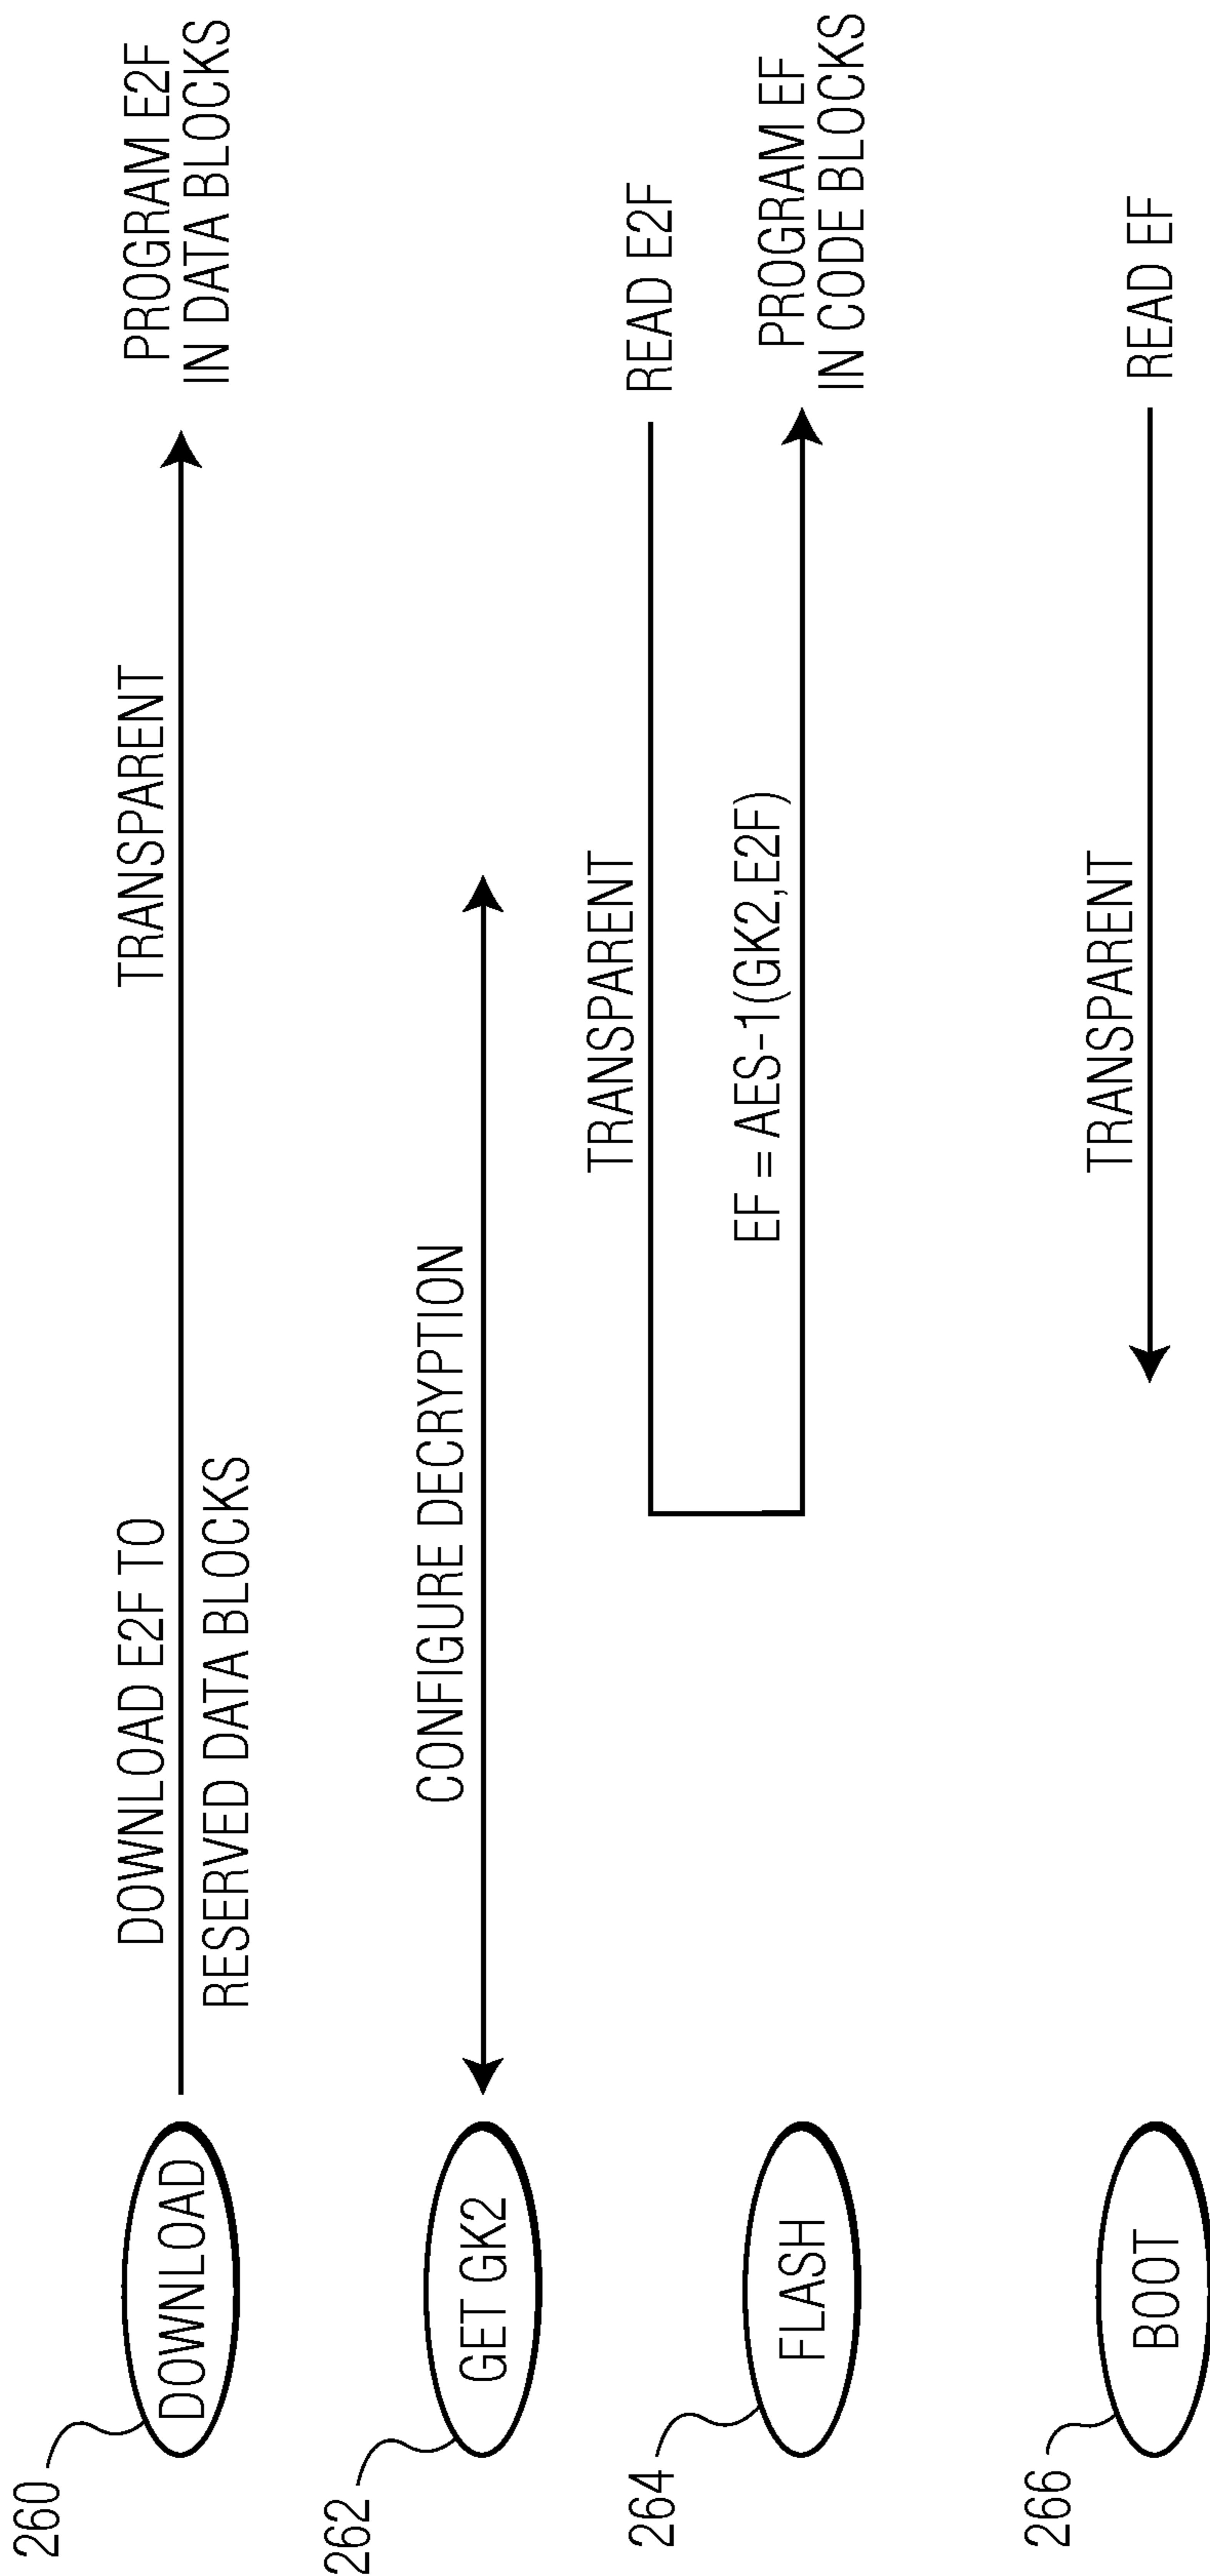 260
DOWNLOAD
DOWNLOAD E2F TO
RESERVED DATA BLOCKS
TRANSPARENT
PROGRAM E2F
IN DATA BLOCKS
262
GET GK2
CONFIGURE DECRYPTION
264
FLASH
TRANSPARENT
READ E2F
EF = AES-1(GK2,E2F)
PROGRAM EF
IN CODE BLOCKS
266
BOOT
TRANSPARENT
READ EF